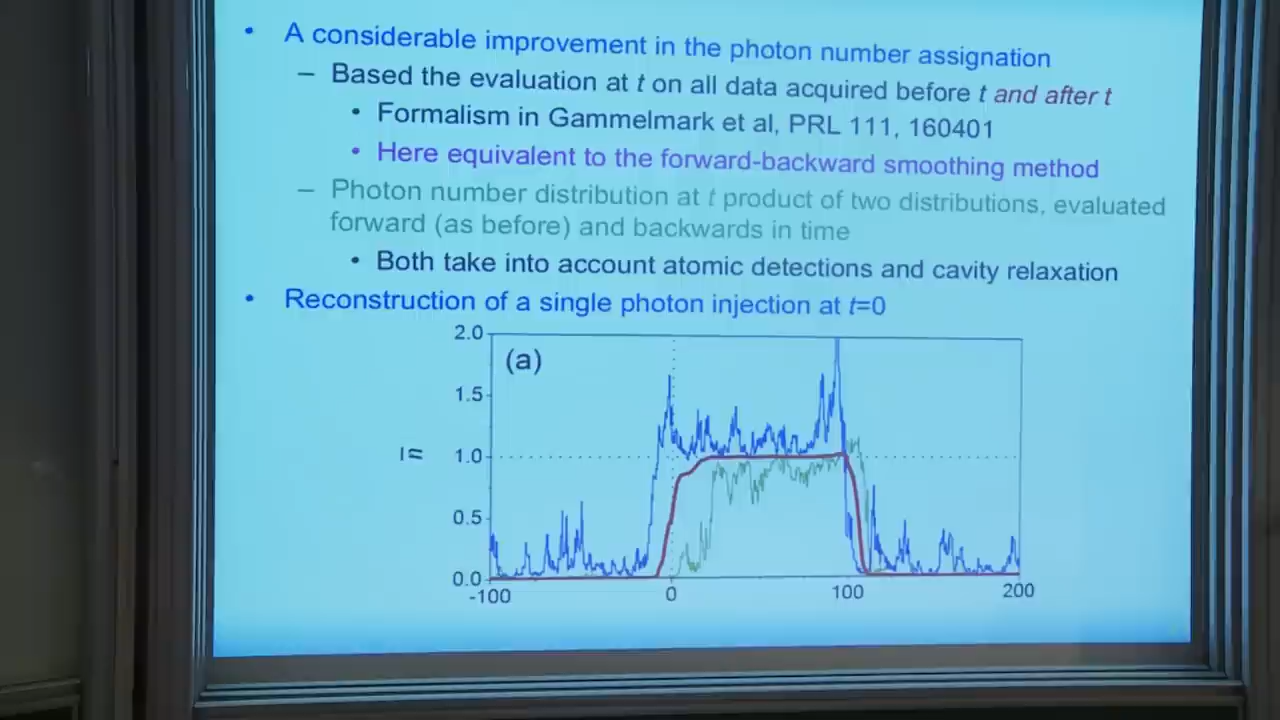 • A considerable improvement in the photon number assignation
– Based the evaluation at t on all data acquired before t and after t
• Formalism in Gammelmark et al, PRL 111, 160401
• Here equivalent to the forward-backward smoothing method
– Photon number distribution at t product of two distributions, evaluated
forward (as before) and backwards in time
• Both take into account atomic detections and cavity relaxation
• Reconstruction of a single photon injection at t=0
2.0
(a)
1.5
1.0
0.5
0.0
-100 0 100 200